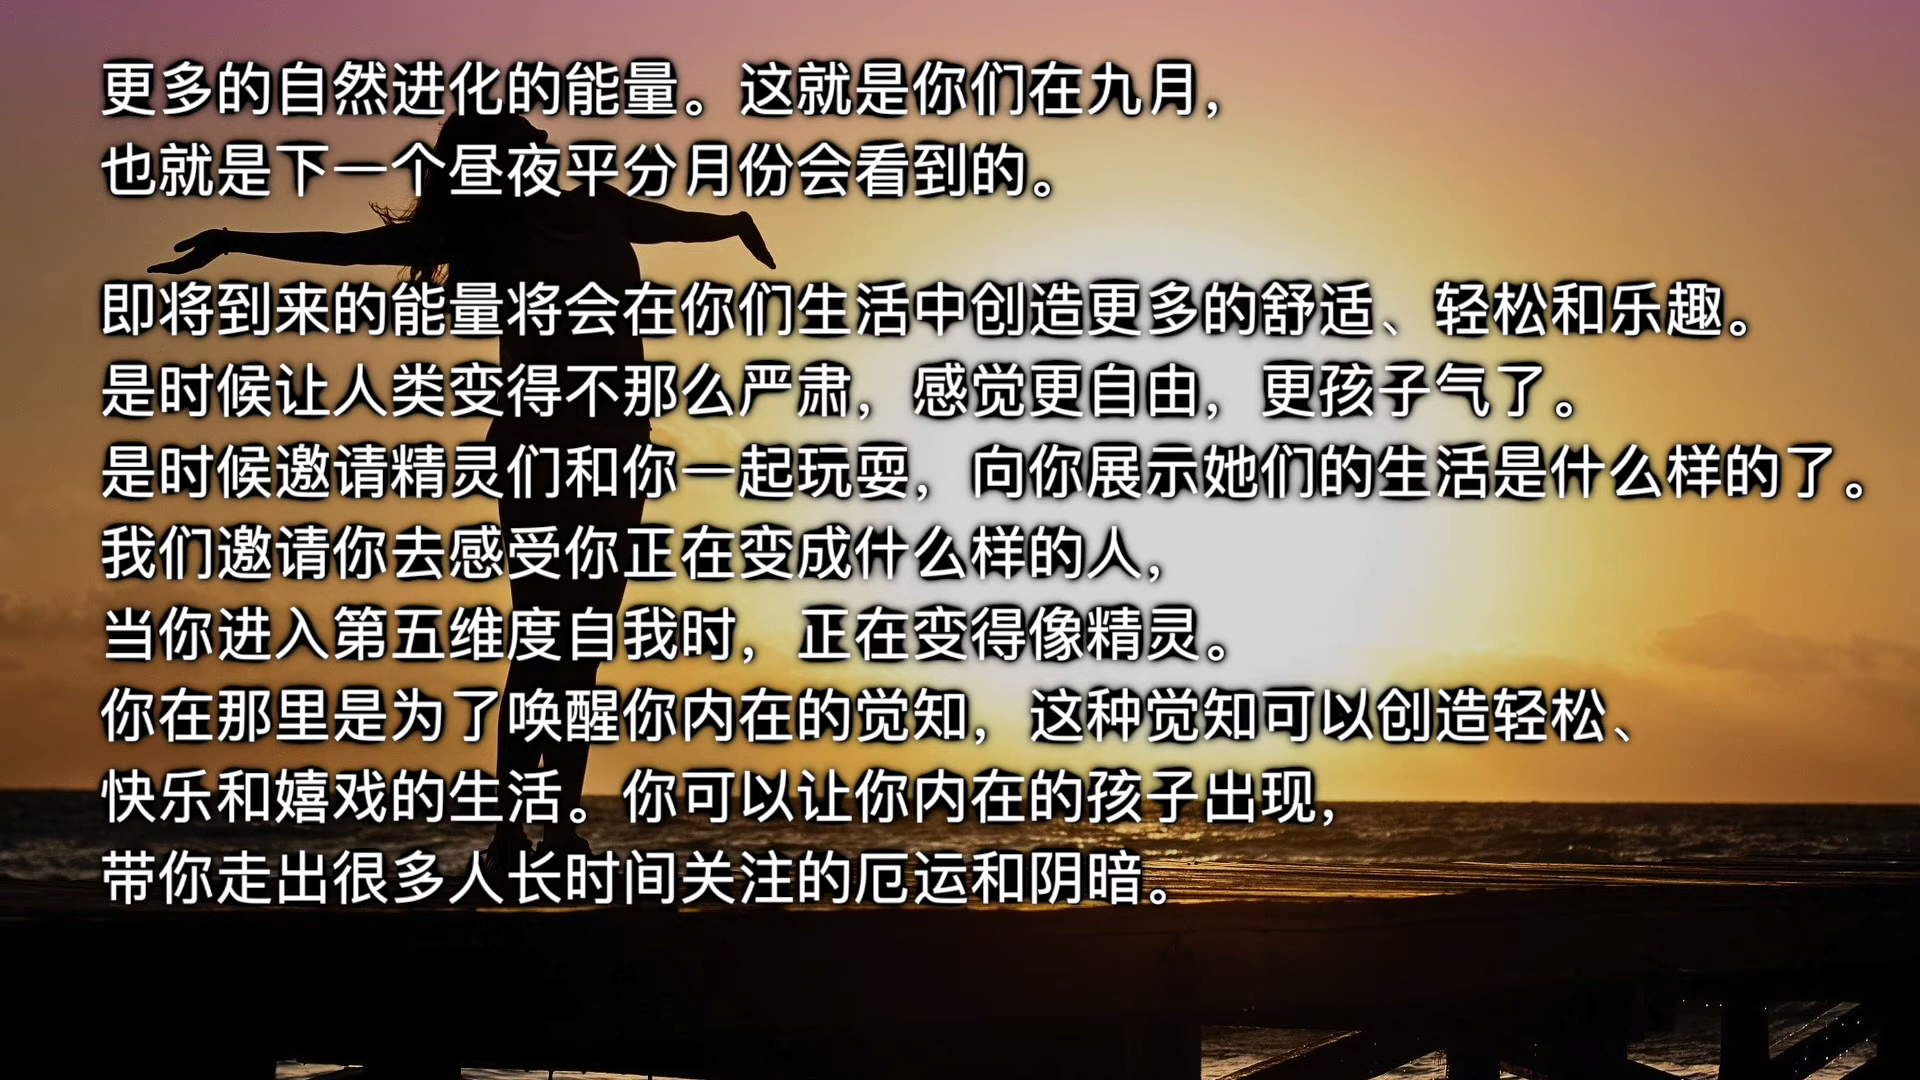 更多的自然进化的能量。这就是你们在九月，
也就是下一个昼夜平分月份会看到的。
即将到来的能量将会在你们生活中创造更多的舒适、轻松和乐趣。
是时候让人类变得不那么严肃，感觉更自由，更孩子气了。
是时候邀请精灵们和你一起玩耍，向你展示她们的生活是什么样的了。
我们邀请你去感受你正在变成什么样的人，
当你进入第五维度自我时，正在变得像精灵。
你在那里是为了唤醒你内在的觉知，这种觉知可以创造轻松、
快乐和嬉戏的生活。你可以让你内在的孩子出现，
带你走出很多人长时间关注的厄运和阴暗。